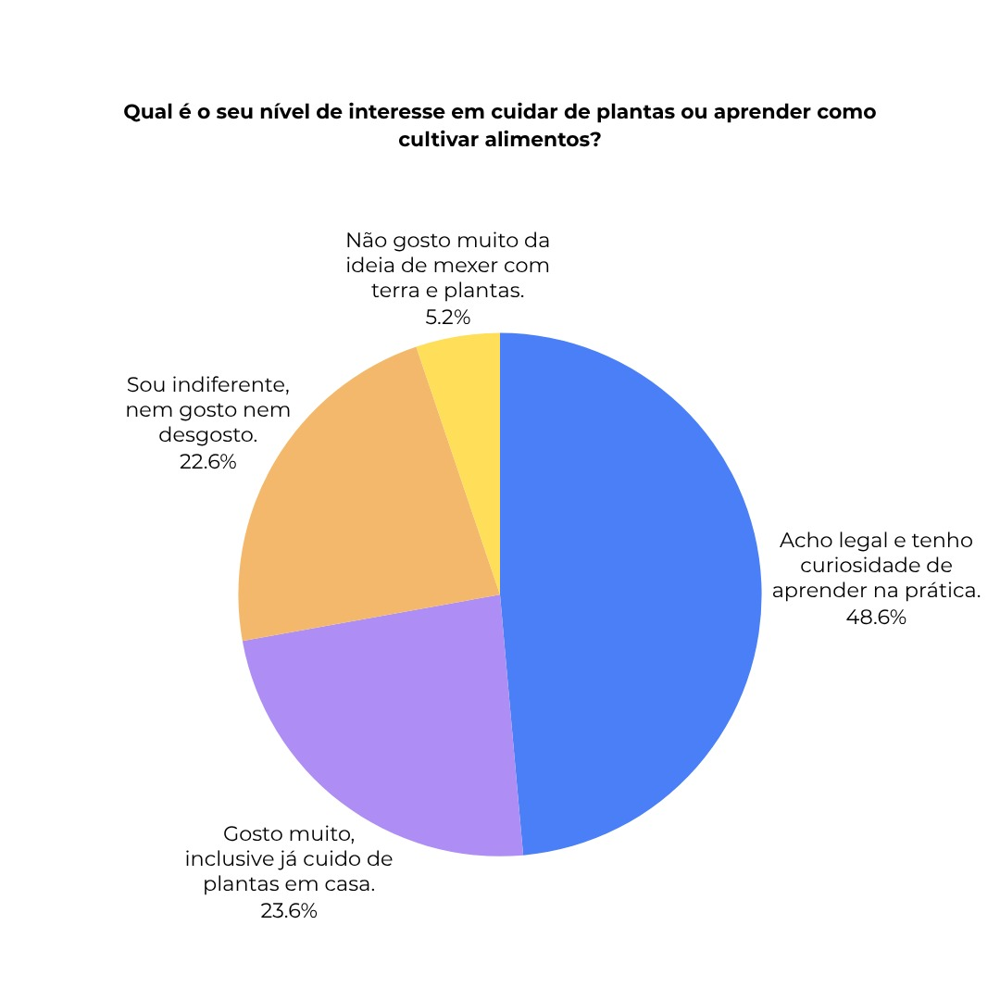 Qual é o seu nível de interesse em cuidar de plantas ou aprender como
cultivar alimentos?
Não gosto muito da
ideia de mexer com
terra e plantas.
5.2%
Sou indiferente,
nem gosto nem
desgosto.
22.6%
Acho legal e tenho
curiosidade de
aprender na prática.
48.6%
Gosto muito,
inclusive já cuido de
plantas em casa.
23.6%